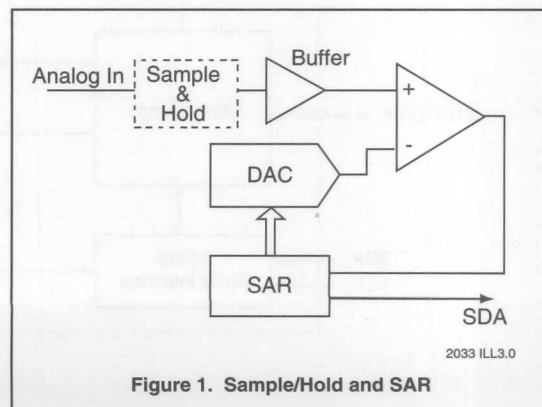 Analog In
Sample
&
Hold
Buffer
+
-
DAC
SAR
SDA
2033 ILL3.0
Figure 1. Sample/Hold and SAR